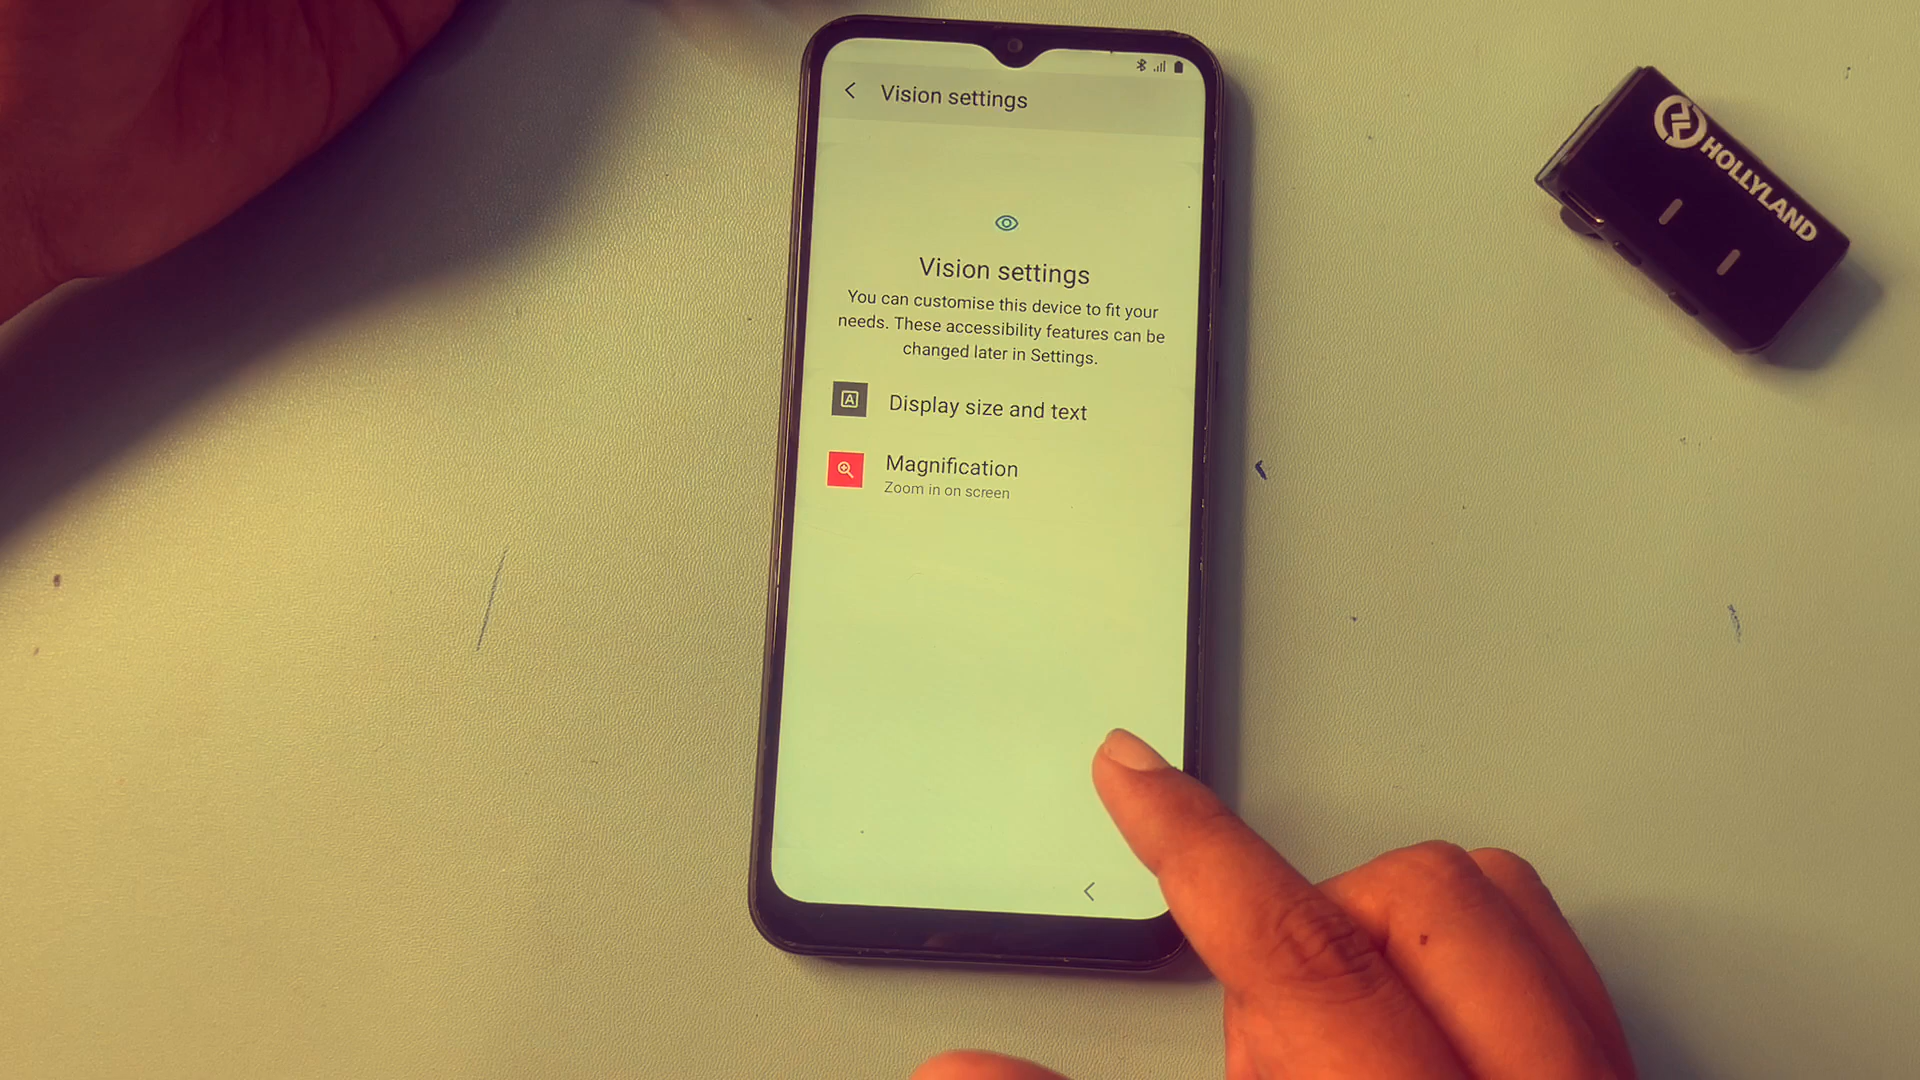 Vision settings
Vision settings
You can customise this device to fit your
needs. These accessibility features can be
changed later in Settings.
A
Display size and text
Magnification
Zoom in on screen
HOLLYLAND